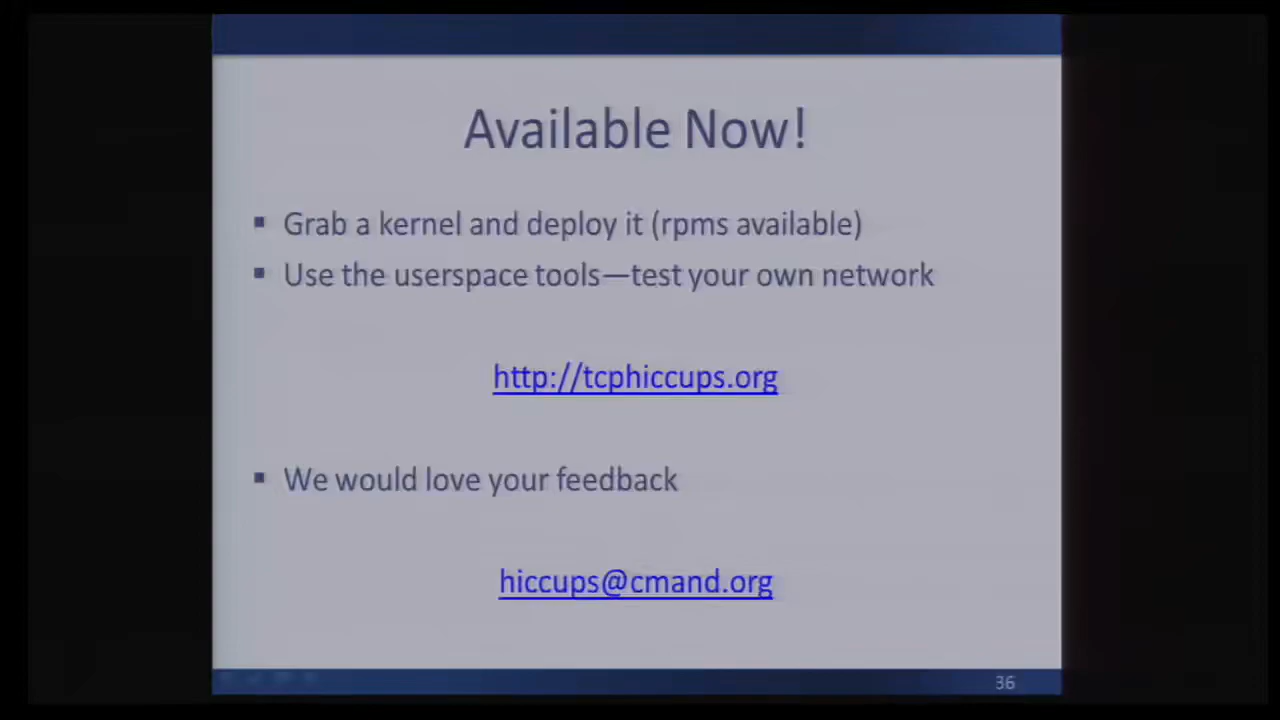 Available Now!
▪ Grab a kernel and deploy it (rpms available)
▪ Use the userspace tools—test your own network
http://tcphiccups.org
▪ We would love your feedback
hiccups@cmand.org
36